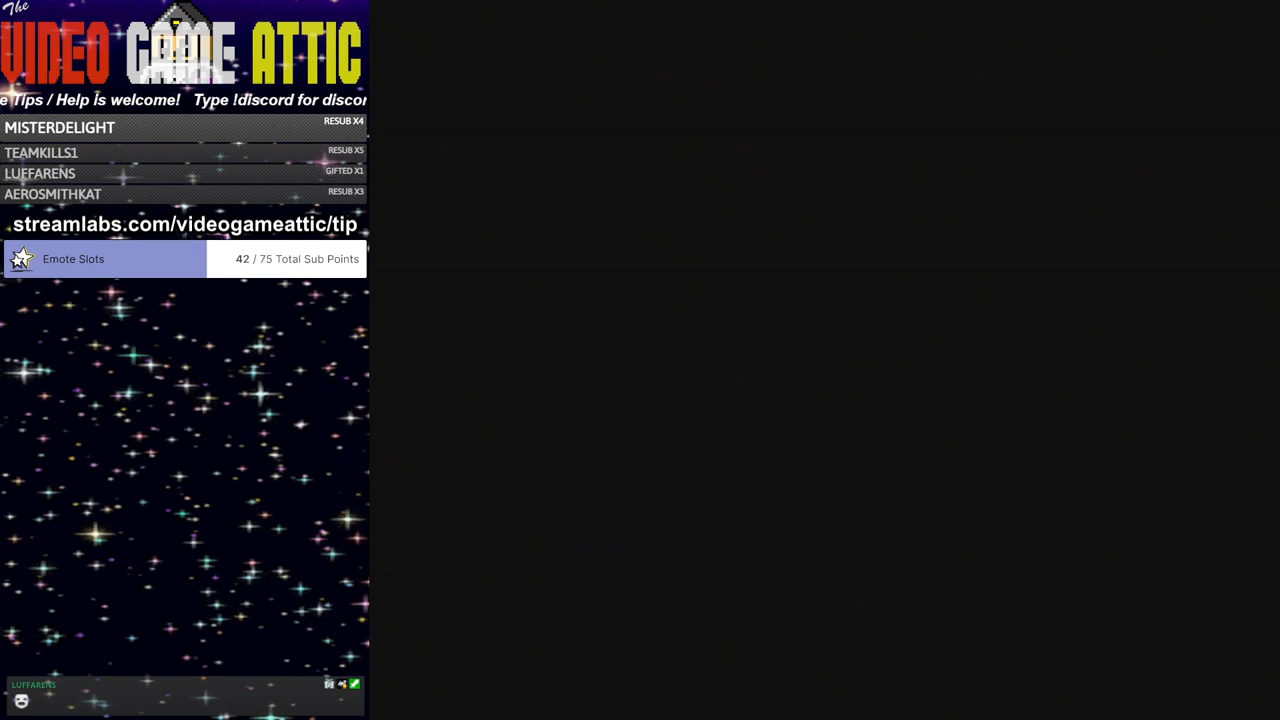 The
VIDEO GAME ATTIC
e Tips / Help is welcome! Type !discord for discor
MISTERDELIGHT RESUB X4
TEAMKILLS1 RESUB X5
LUFFARENS GIFTED X1
AEROSMITHKAT RESUB X3
streamlabs.com/videogameattic/tip
Emote Slots 42 / 75 Total Sub Points
LUFFARENS